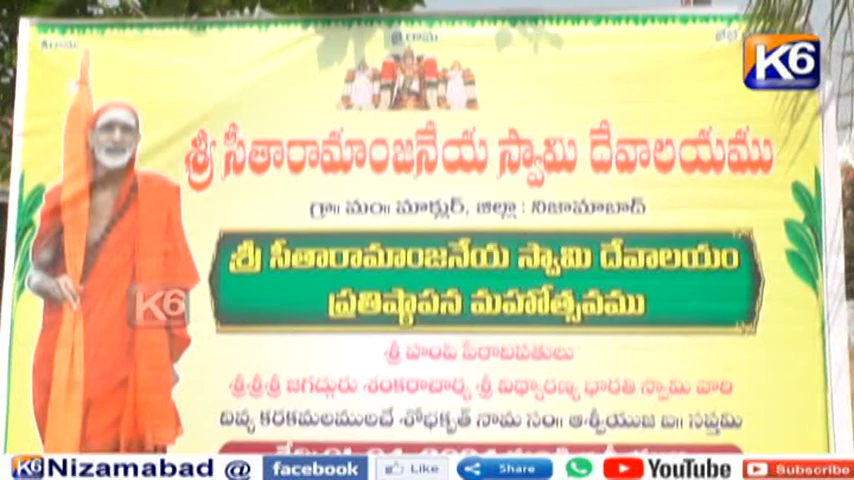 శ్రీరామ జై రామ
K6
శ్రీ సీతారామాంజనేయ స్వామి దేవాలయము
గ్రా॥ మం॥ మాక్లుర్, జిల్లా : నిజామాబాద్
శ్రీ సీతారామాంజనేయ స్వామి దేవాలయం
ప్రతిష్ఠాపన మహోత్సవము
K6
శ్రీ హంపి పీఠాధిపతులు
శ్రీశ్రీశ్రీ జగద్గురు శంకరాచార్య శ్రీ విద్యారణ్య భారతి స్వామి వారి
దివ్య కరకమలములచే శోభకృత్ నామ సం॥ ఆశ్వీయుజ బ॥ సప్తమి
K6 Nizamabad @ facebook Like Share YouTube Subscribe